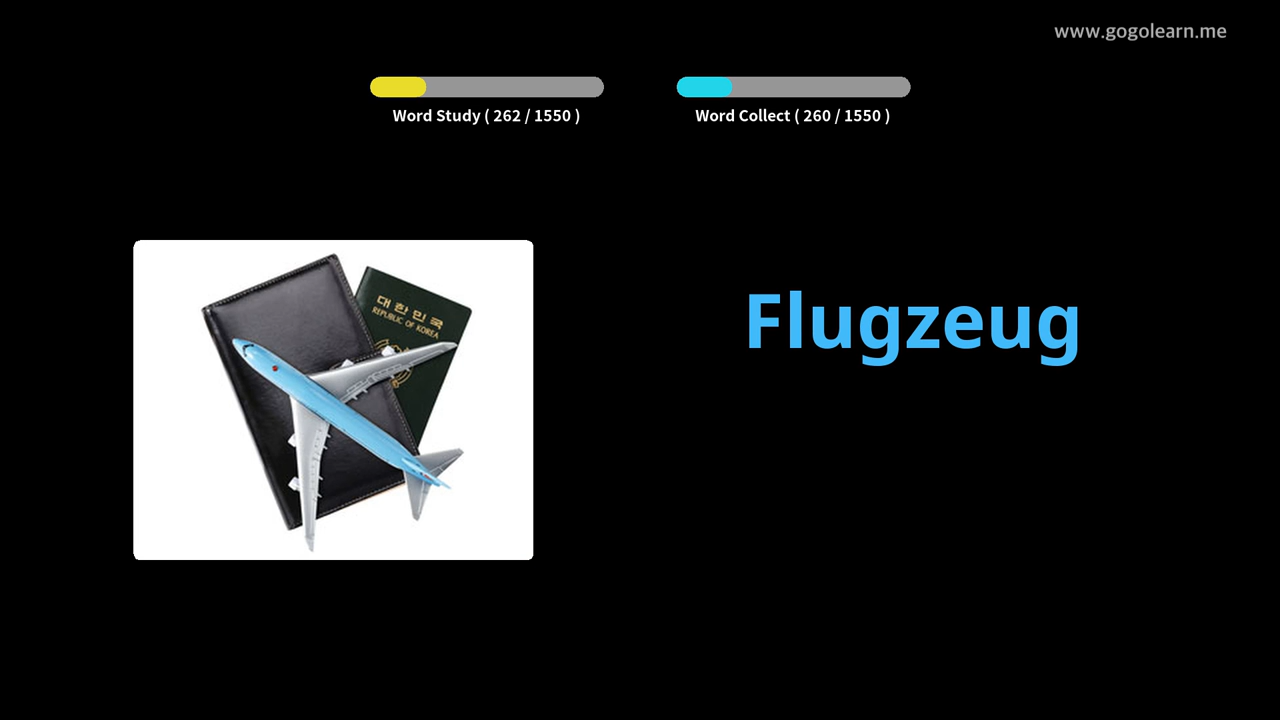 www.gogolearn.me
Word Study ( 262 / 1550 )
Word Collect ( 260 / 1550 )
대한민국
REPUBLIC OF KOREA
Flugzeug